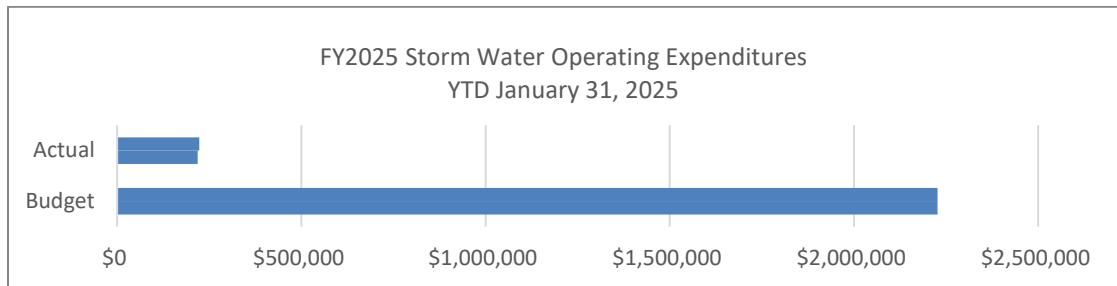 FY2025 Storm Water Operating Expenditures
YTD January 31, 2025
Actual
Budget
$0 $500,000 $1,000,000 $1,500,000 $2,000,000 $2,500,000